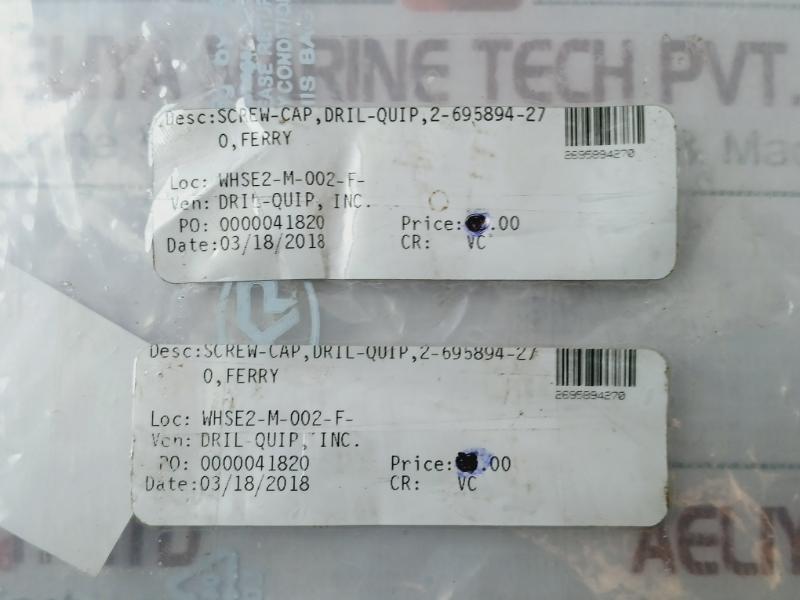 MARINE TECH PVT.
Desc:SCREW-CAP,DRIL-QUIP,2-695894-27
O,FERRY
2695894270
Loc: WHSE2-M-002-F-
Ven: DRIL-QUIP, INC.
PO: 0000041820
Price: .00
Date:03/18/2018
CR: VC
Desc:SCREW-CAP,DRIL-QUIP,2-695894-27
O,FERRY
2695894270
Loc: WHSE2-M-002-F-
Ven: DRIL-QUIP, INC.
PO: 0000041820
Price: .00
Date:03/18/2018
CR: VC
AELIYA